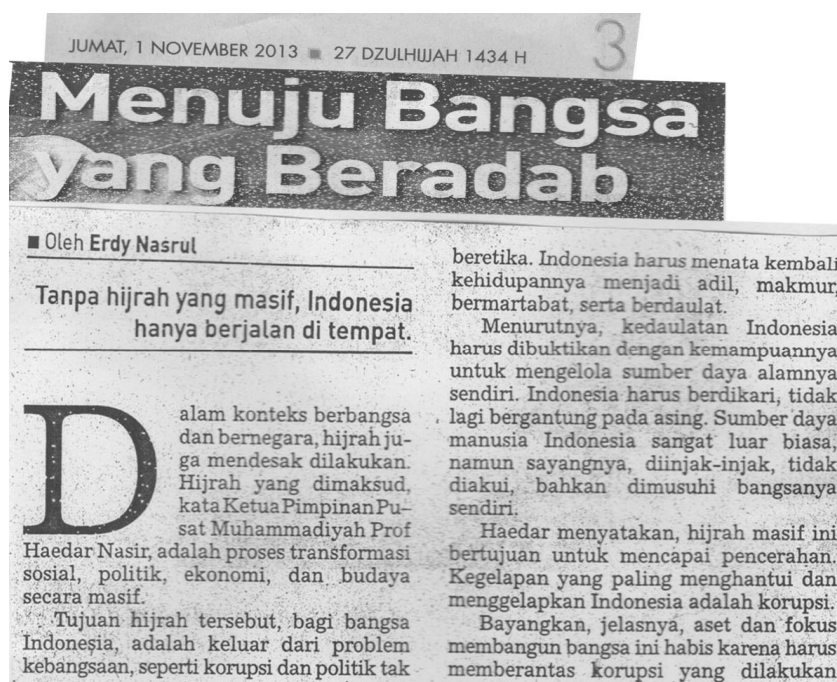 JUMAT, 1 NOVEMBER 2013 ■ 27 DZULHIJJAH 1434 H
3
Menuju Bangsa
yang Beradab
■ Oleh Erdy Nasrul
Tanpa hijrah yang masif, Indonesia
hanya berjalan di tempat.
Dalam konteks berbangsa
dan bernegara, hijrah ju-
ga mendesak dilakukan.
Hijrah yang dimaksud,
kata Ketua Pimpinan Pu-
sat Muhammadiyah Prof
Haedar Nasir, adalah proses transformasi
sosial, politik, ekonomi, dan budaya
secara masif.
Tujuan hijrah tersebut, bagi bangsa
Indonesia, adalah keluar dari problem
kebangsaan, seperti korupsi dan politik tak
beretika. Indonesia harus menata kembali
kehidupannya menjadi adil, makmur,
bermartabat, serta berdaulat.
Menurutnya, kedaulatan Indonesia
harus dibuktikan dengan kemampuannya
untuk mengelola sumber daya alamnya
sendiri. Indonesia harus berdikari, tidak
lagi bergantung pada asing. Sumber daya
manusia Indonesia sangat luar biasa,
namun sayangnya, diinjak-injak, tidak
diakui, bahkan dimusuhi bangsanya
sendiri.
Haedar menyatakan, hijrah masif ini
bertujuan untuk mencapai pencerahan.
Kegelapan yang paling menghantui dan
menggelapkan Indonesia adalah korupsi.
Bayangkan, jelasnya, aset dan fokus
membangun bangsa ini habis karena harus
memberantas korupsi yang dilakukan